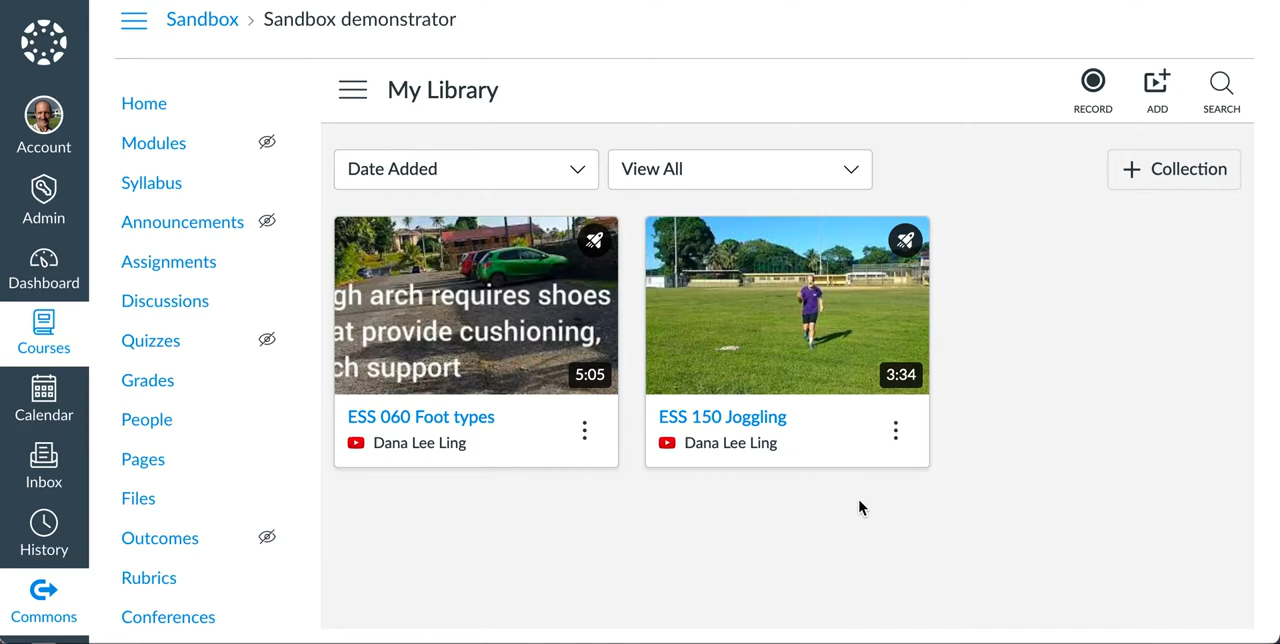 Sandbox › Sandbox demonstrator
Account
Admin
Dashboard
Courses
Calendar
Inbox
History
Commons
Home
Modules
Syllabus
Announcements
Assignments
Discussions
Quizzes
Grades
People
Pages
Files
Outcomes
Rubrics
Conferences
My Library
RECORD
ADD
SEARCH
Date Added
View All
+ Collection
gh arch requires shoes
at provide cushioning,
ch support
5:05
ESS 060 Foot types
Dana Lee Ling
3:34
ESS 150 Joggling
Dana Lee Ling